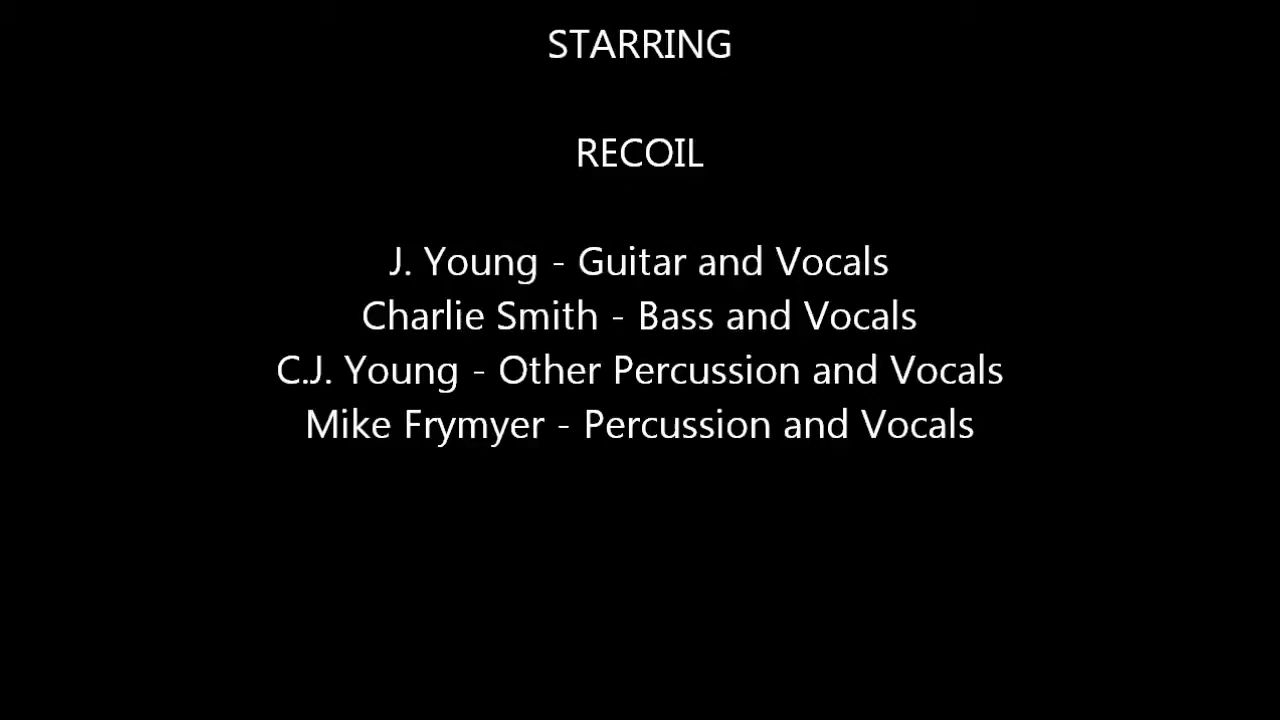 STARRING
RECOIL
J. Young - Guitar and Vocals
Charlie Smith - Bass and Vocals
C.J. Young - Other Percussion and Vocals
Mike Frymyer - Percussion and Vocals